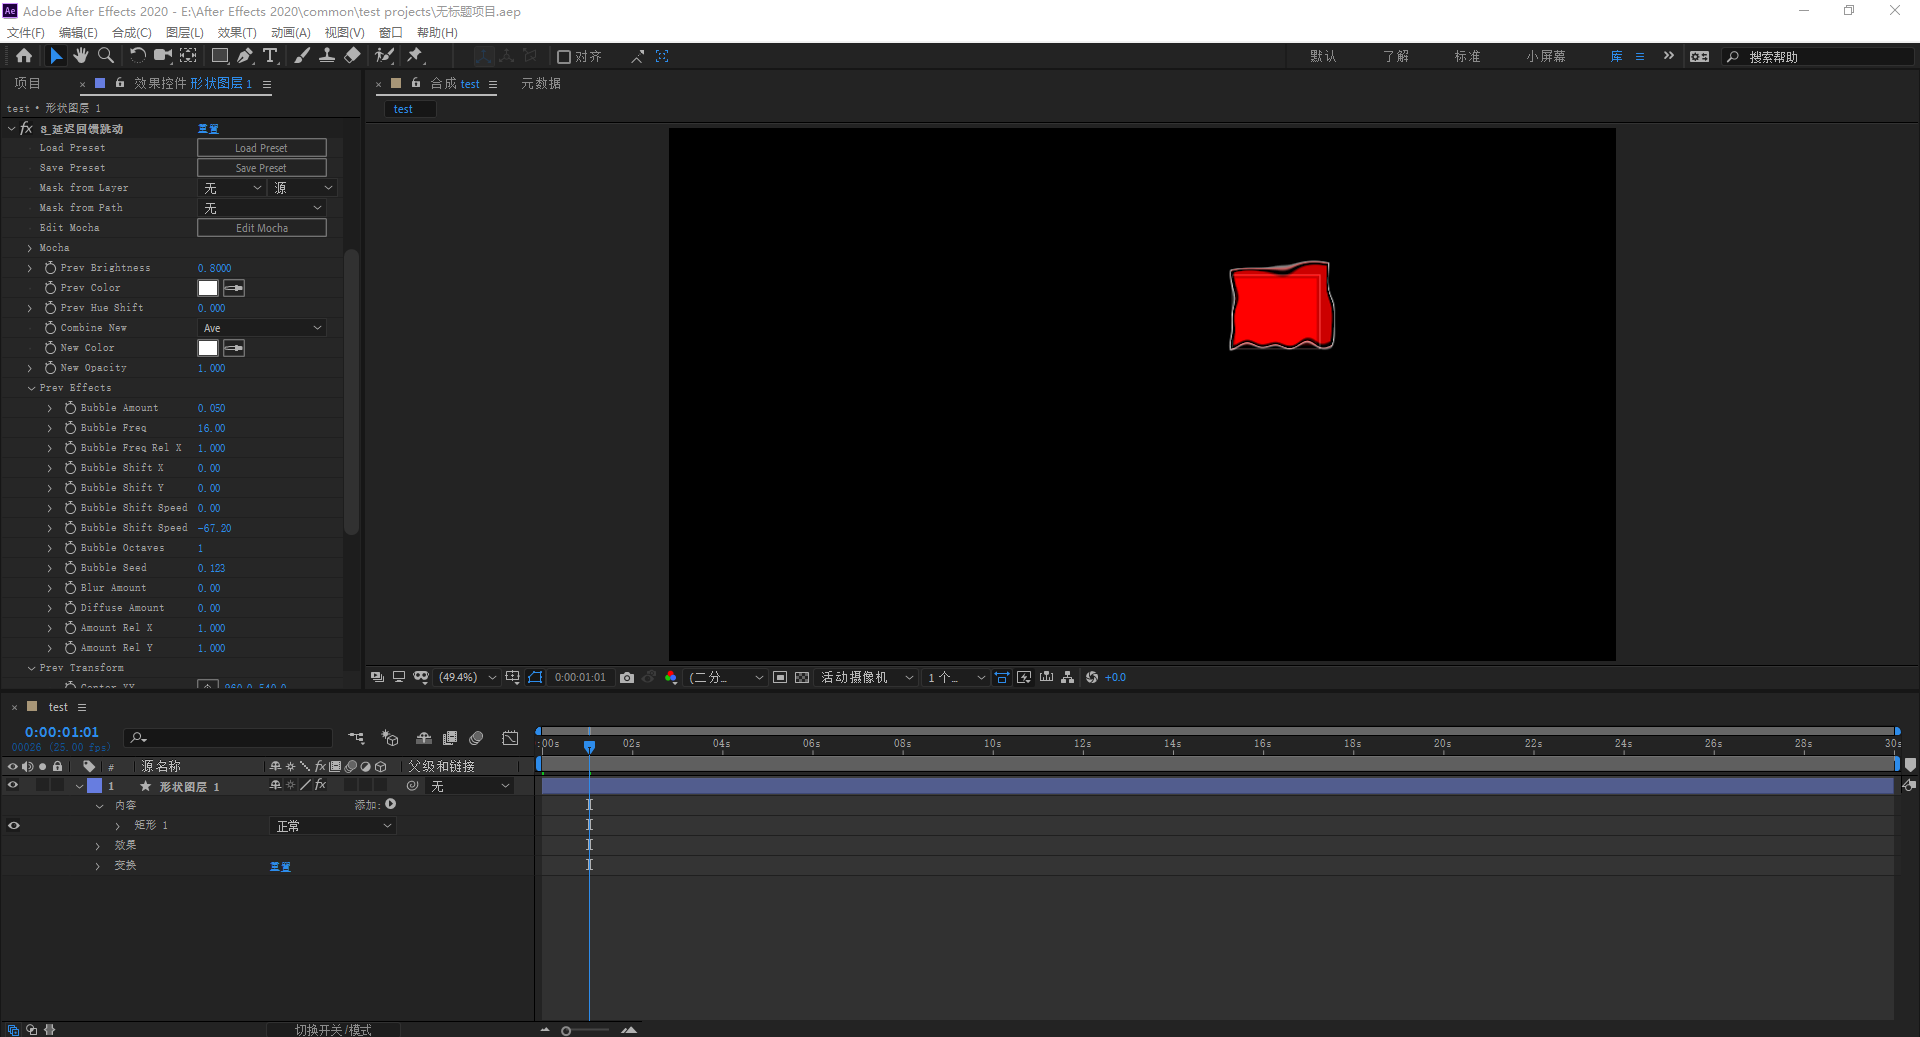 Adobe After Effects 2020 - E:\After Effects 2020\common\test projects\无标题项目.aep
文件(F) 编辑(E) 合成(C) 图层(L) 效果(T) 动画(A) 视图(V) 窗口 帮助(H)
对齐 默认 了解 标准 小屏幕 库 搜索帮助
项目 效果控件 形状图层 1
test • 形状图层 1
fx S_延迟回馈跳动 重置
Load Preset Load Preset
Save Preset Save Preset
Mask from Layer 无 源
Mask from Path 无
Edit Mocha Edit Mocha
Mocha
Prev Brightness 0.8000
Prev Color
Prev Hue Shift 0.000
Combine New Ave
New Color
New Opacity 1.000
Prev Effects
Bubble Amount 0.050
Bubble Freq 16.00
Bubble Freq Rel X 1.000
Bubble Shift X 0.00
Bubble Shift Y 0.00
Bubble Shift Speed 0.00
Bubble Shift Speed -67.20
Bubble Octaves 1
Bubble Seed 0.123
Blur Amount 0.00
Diffuse Amount 0.00
Amount Rel X 1.000
Amount Rel Y 1.000
Prev Transform
Center XY 960.0,540.0
合成 test 元数据
test
(49.4%) 0:00:01:01 (二分... 活动摄像机 1 个... +0.0
test
0:00:01:01
00026 (25.00 fps)
:00s 02s 04s 06s 08s 10s 12s 14s 16s 18s 20s 22s 24s 26s 28s 30s
# 源名称 fx 父级和链接
1 形状图层 1 fx 无
内容 添加:
矩形 1 正常
效果
变换 重置
切换开关/模式